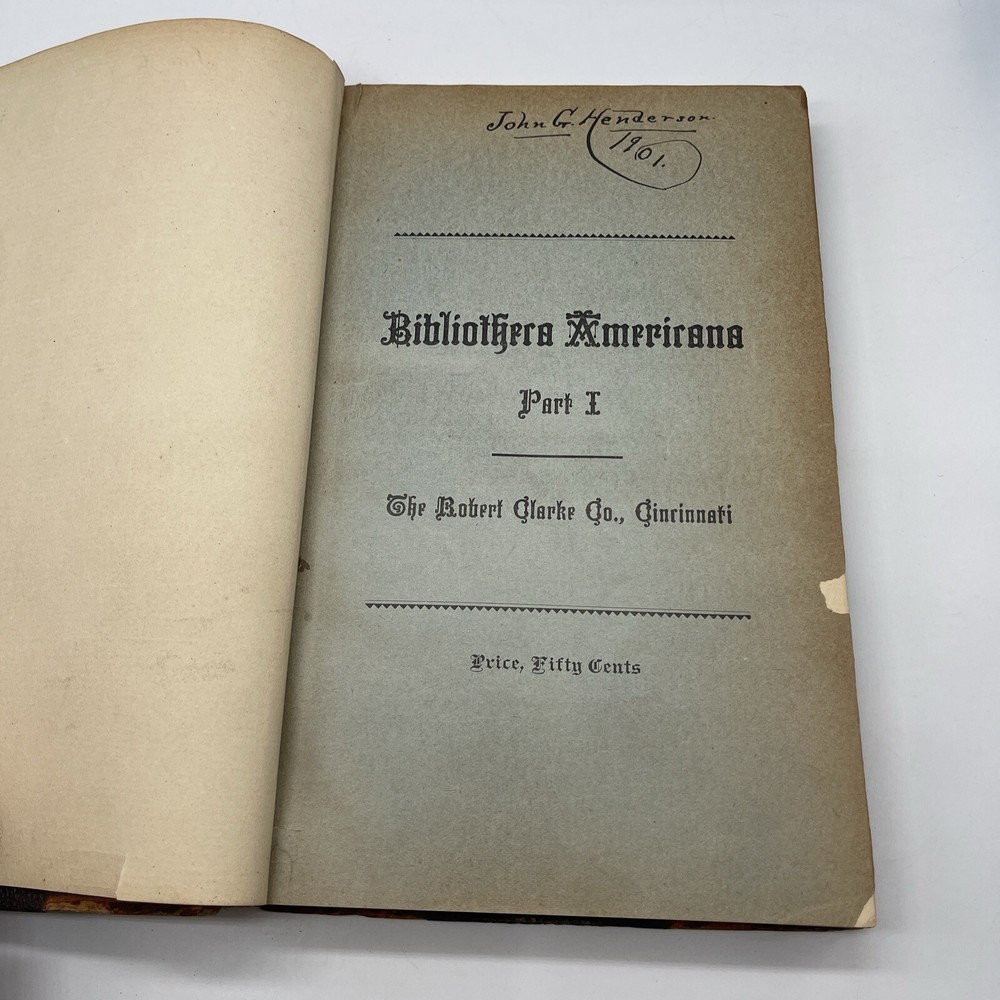 John G. Henderson.
1901.
Bibliotheca Americana
Part I
The Robert Clarke Co., Cincinnati
Price, Fifty Cents